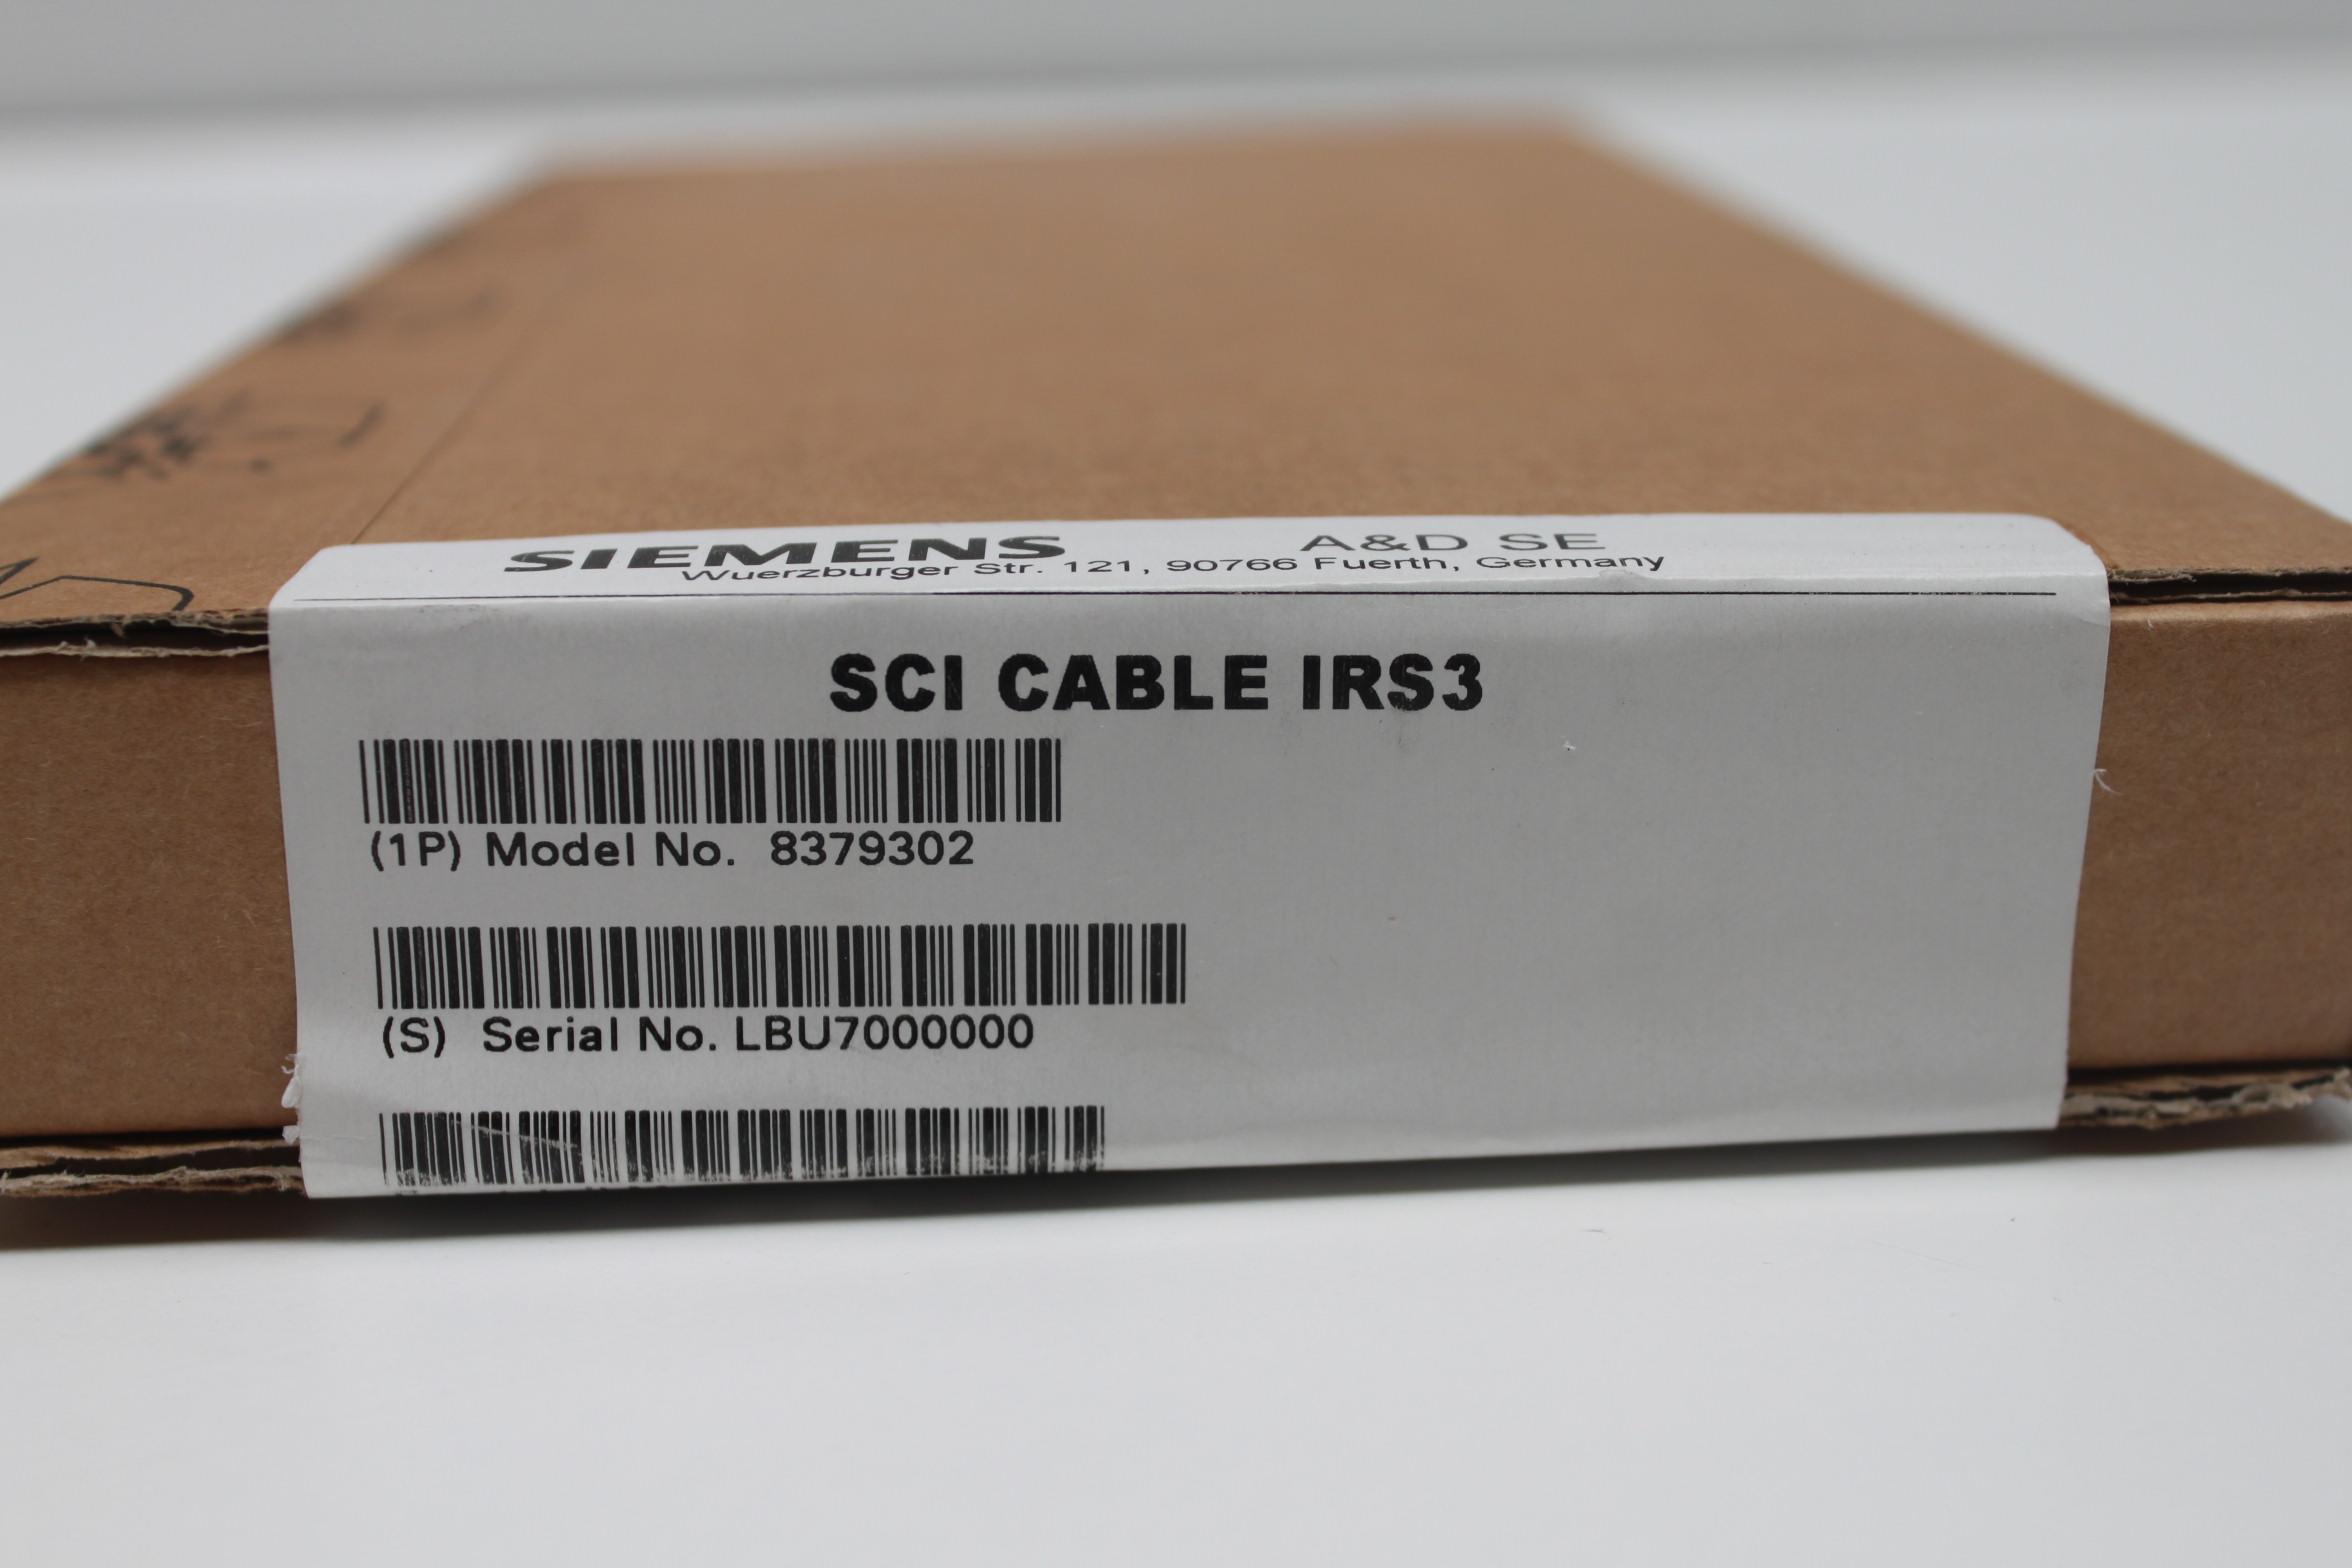 SIEMENS A&D SE
Wuerzburger Str. 121, 90766 Fuerth, Germany
SCI CABLE IRS3
(1P) Model No. 8379302
(S) Serial No. LBU7000000